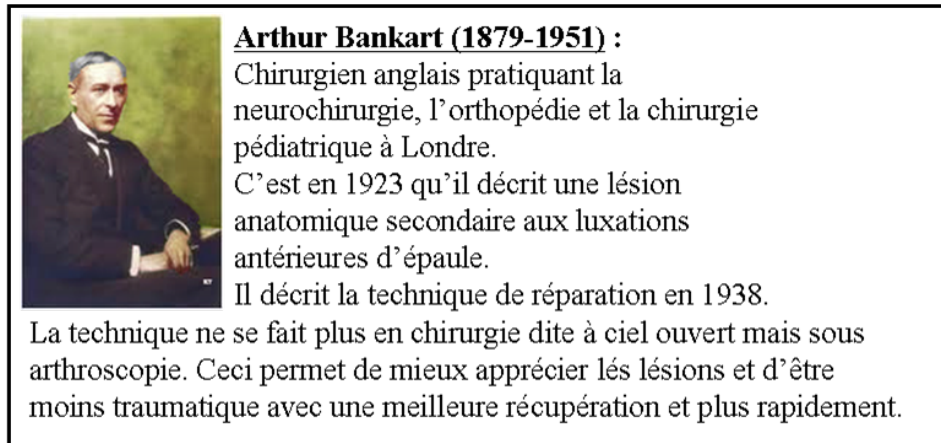 Arthur Bankart (1879-1951) :
Chirurgien anglais pratiquant la
neurochirurgie, l'orthopédie et la chirurgie
pédiatrique à Londre.
C'est en 1923 qu'il décrit une lésion
anatomique secondaire aux luxations
antérieures d'épaule.
Il décrit la technique de réparation en 1938.
La technique ne se fait plus en chirurgie dite à ciel ouvert mais sous
arthroscopie. Ceci permet de mieux apprécier lés lésions et d'être
moins traumatique avec une meilleure récupération et plus rapidement.